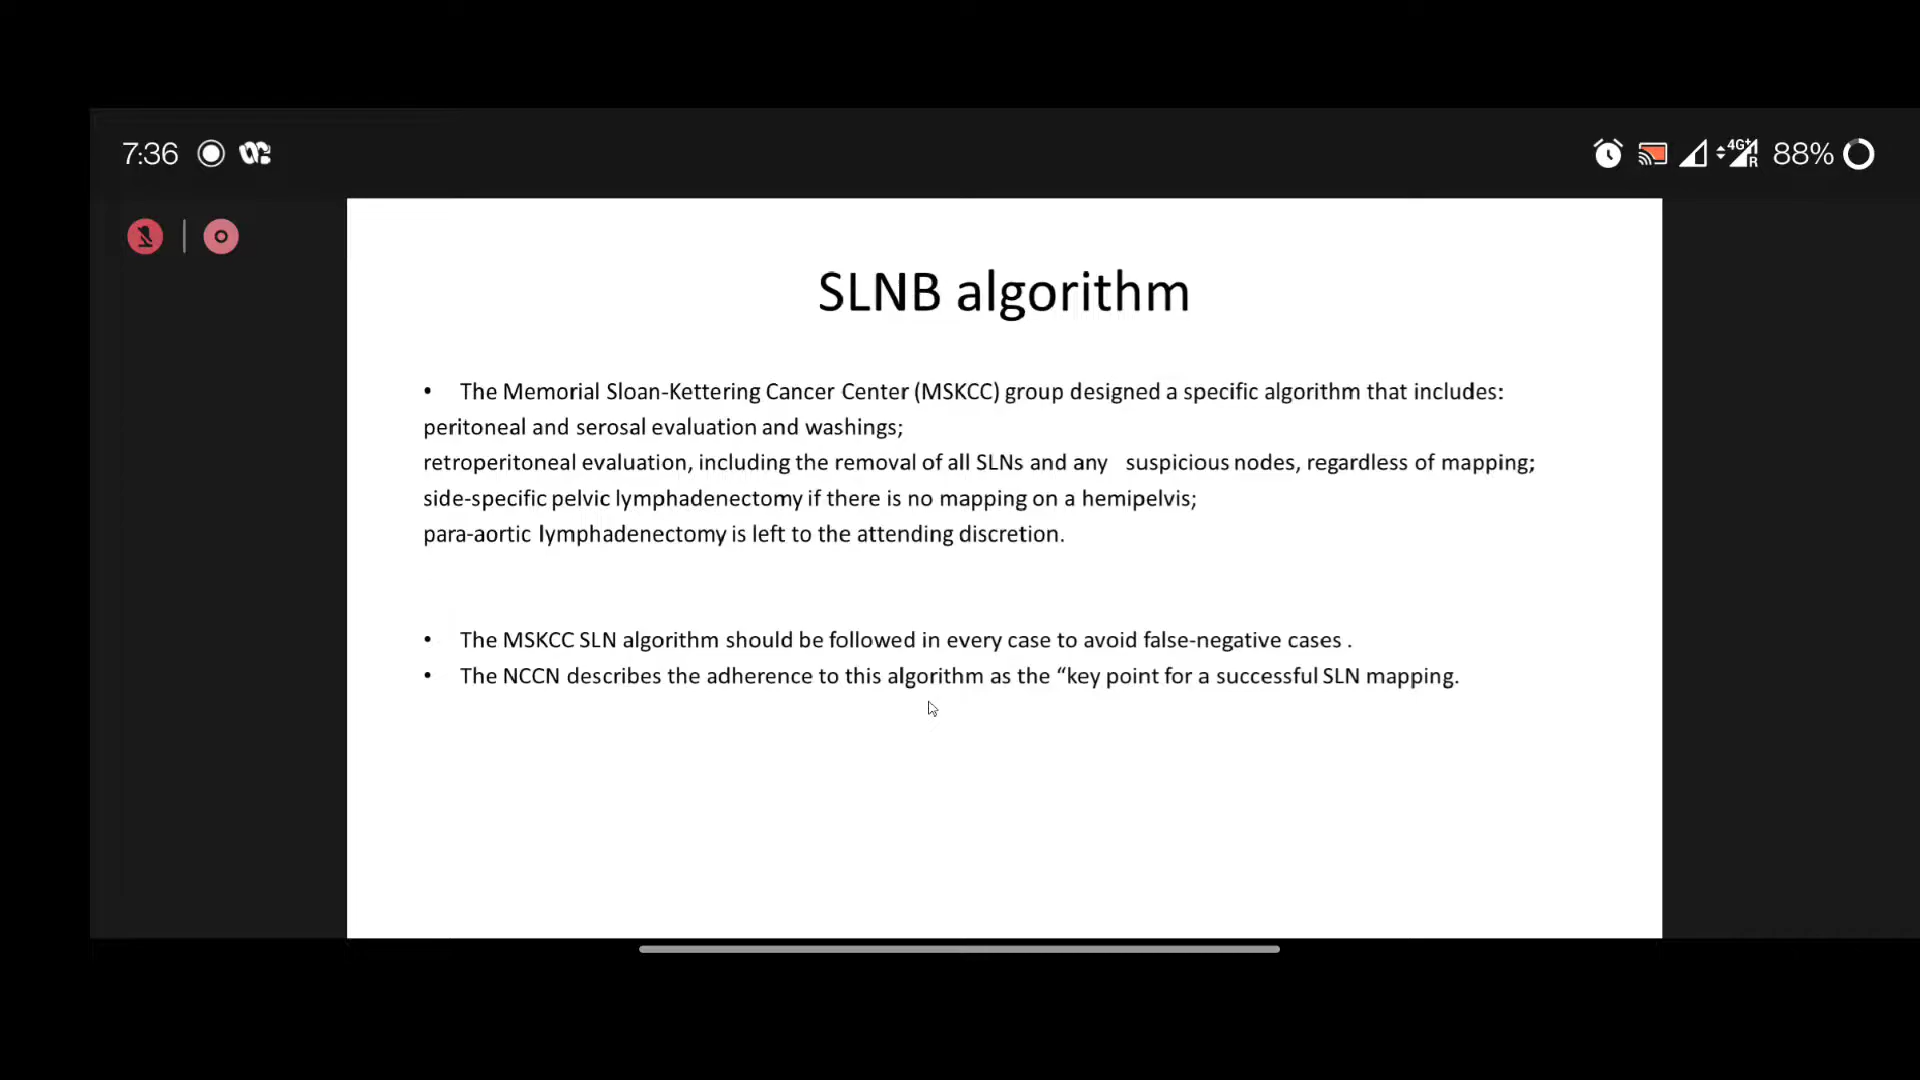 7:36
4G+
R
88%
SLNB algorithm
• The Memorial Sloan-Kettering Cancer Center (MSKCC) group designed a specific algorithm that includes:
peritoneal and serosal evaluation and washings;
retroperitoneal evaluation, including the removal of all SLNs and any suspicious nodes, regardless of mapping;
side-specific pelvic lymphadenectomy if there is no mapping on a hemipelvis;
para-aortic lymphadenectomy is left to the attending discretion.
• The MSKCC SLN algorithm should be followed in every case to avoid false-negative cases .
• The NCCN describes the adherence to this algorithm as the “key point for a successful SLN mapping.